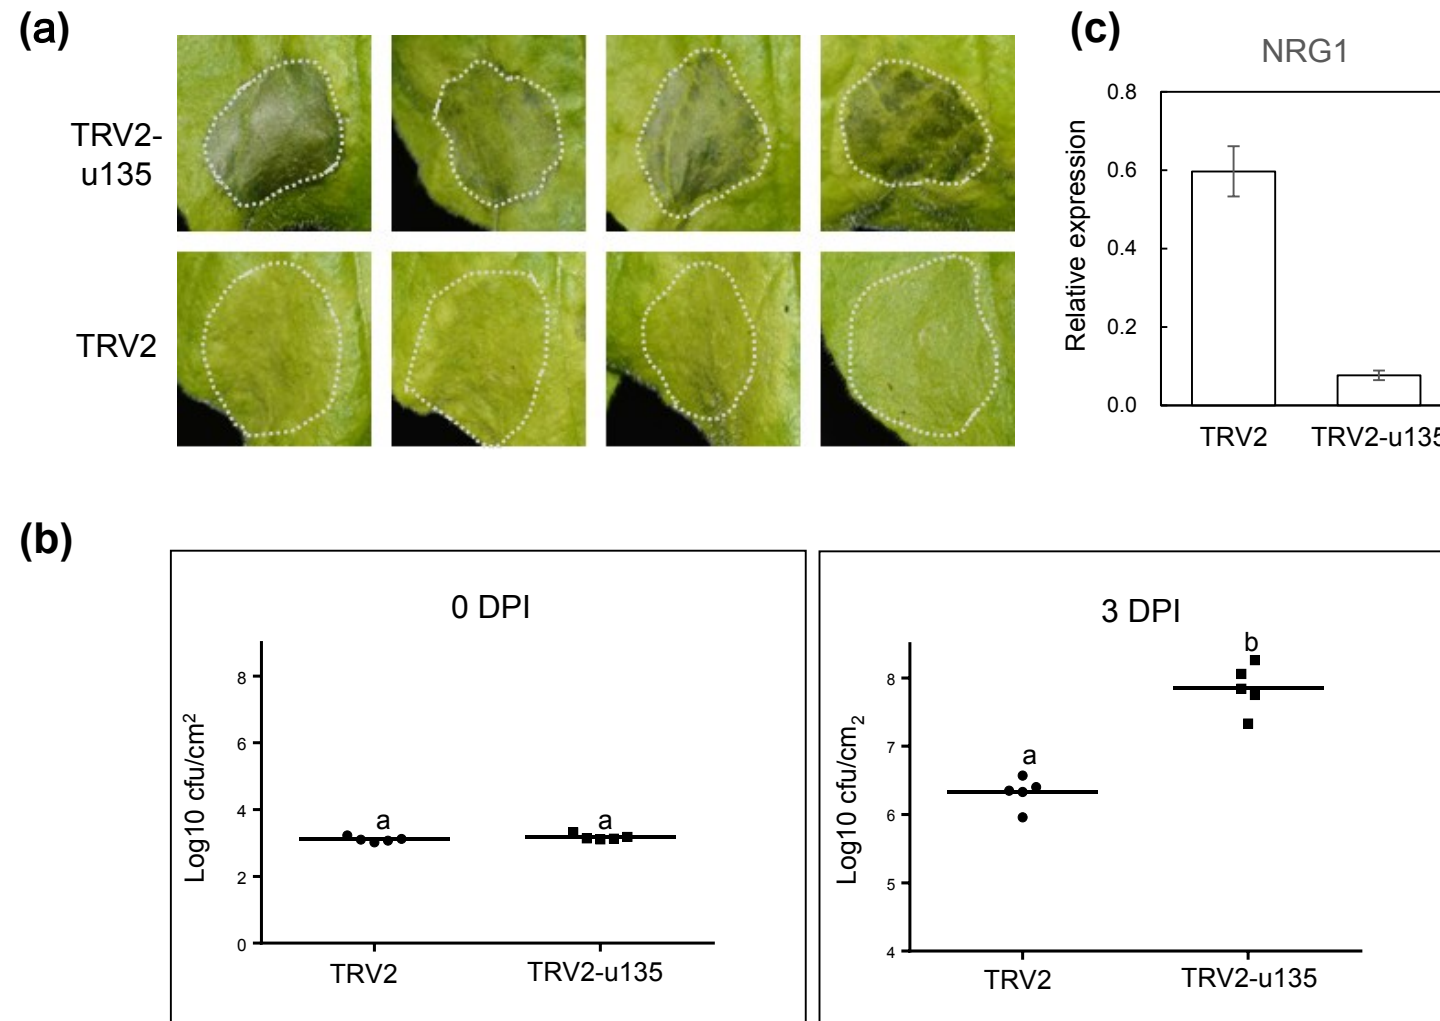 (a)
TRV2-
u135
TRV2
(c)
NRG1
Relative expression
0.8
0.6
0.4
0.2
0.0
TRV2
TRV2-u135
(b)
0 DPI
Log10 cfu/cm2
8
6
4
2
0
a
a
TRV2
TRV2-u135
3 DPI
Log10 cfu/cm2
8
7
6
5
4
a
b
TRV2
TRV2-u135